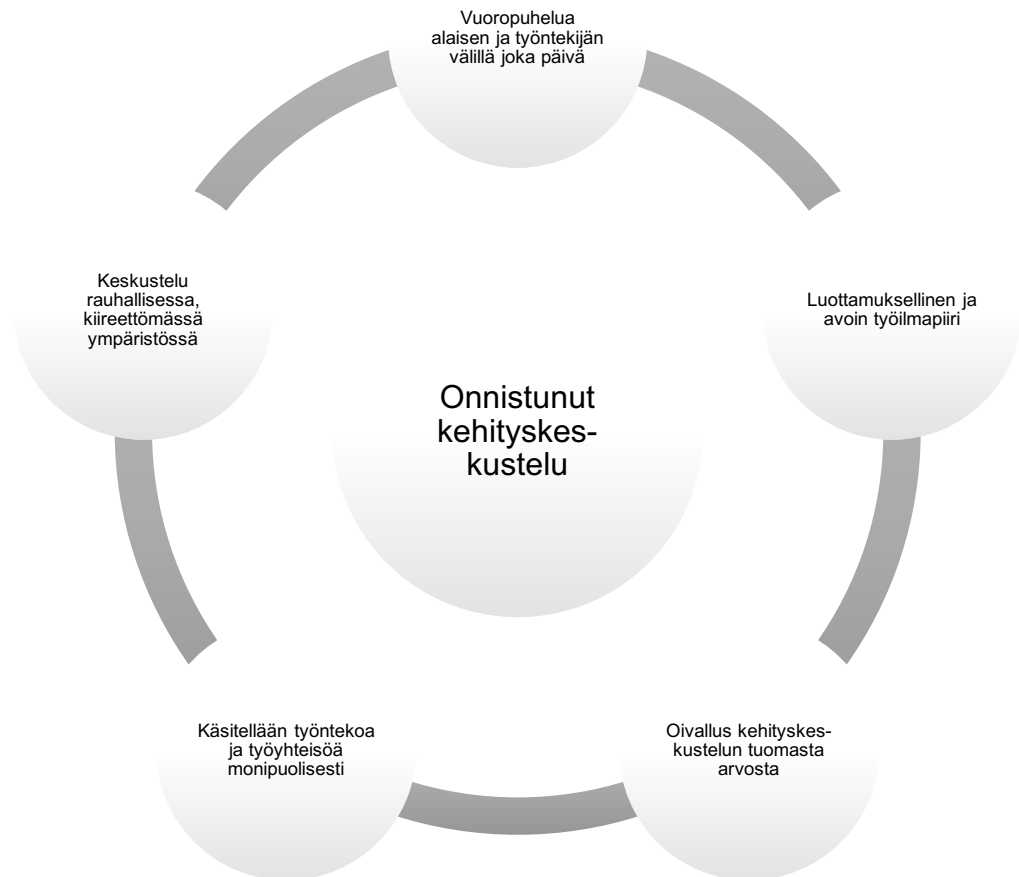 Vuoropuhelua
alaisen ja työntekijän
välillä joka päivä
Luottamuksellinen ja
avoin työilmapiiri
Oivallus kehityskes-
kustelun tuomasta
arvosta
Käsitellään työntekoa
ja työyhteisöä
monipuolisesti
Keskustelu
rauhallisessa,
kiireettömässä
ympäristössä
Onnistunut
kehityskes-
kustelu